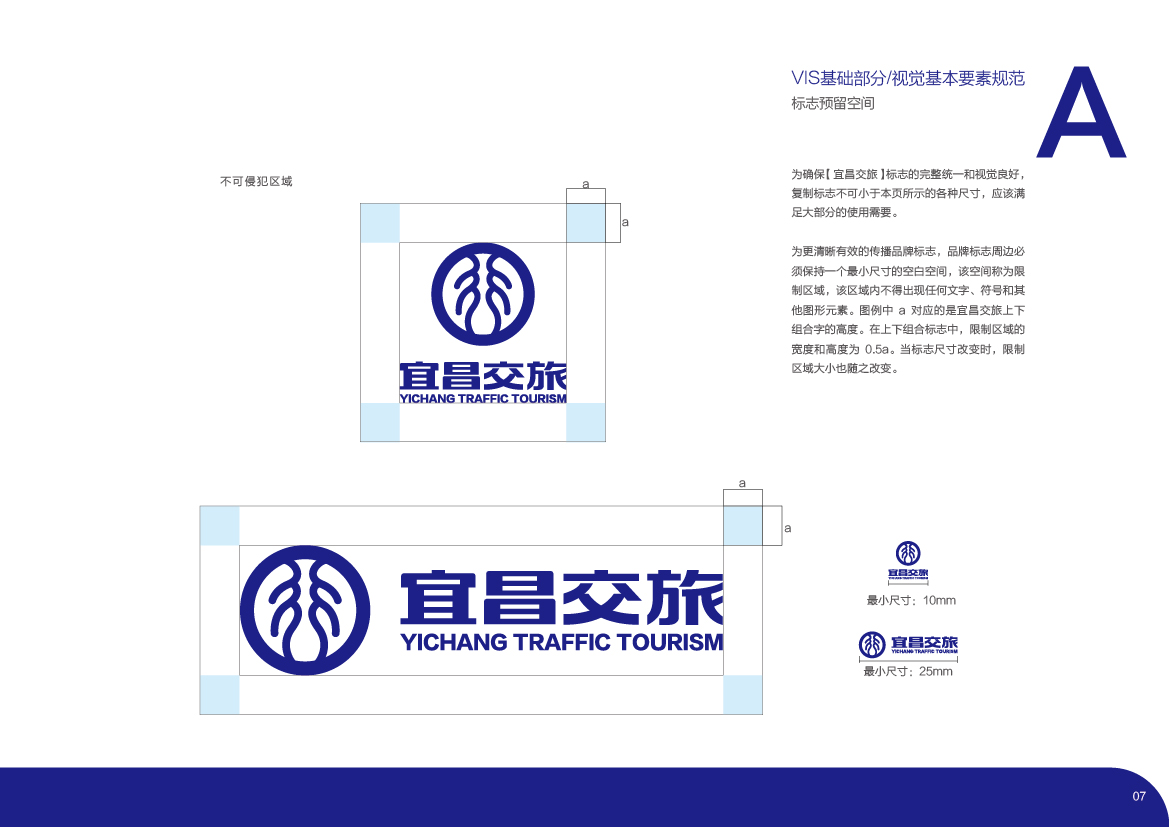 VIS基础部分/视觉基本要素规范
标志预留空间
A
为确保【宜昌交旅】标志的完整统一和视觉良好，
复制标志不可小于本页所示的各种尺寸，应该满
足大部分的使用需要。
为更清晰有效的传播品牌标志，品牌标志周边必
须保持一个最小尺寸的空白空间，该空间称为限
制区域，该区域内不得出现任何文字、符号和其
他图形元素。图例中 a 对应的是宜昌交旅上下
组合字的高度。在上下组合标志中，限制区域的
宽度和高度为 0.5a。当标志尺寸改变时，限制
区域大小也随之改变。
不可侵犯区域
a
a
宜昌交旅
YICHANG TRAFFIC TOURISM
a
a
宜昌交旅
YICHANG TRAFFIC TOURISM
宜昌交旅
YICHANG TRAFFIC TOURISM
最小尺寸：10mm
宜昌交旅
YICHANG TRAFFIC TOURISM
最小尺寸：25mm
07